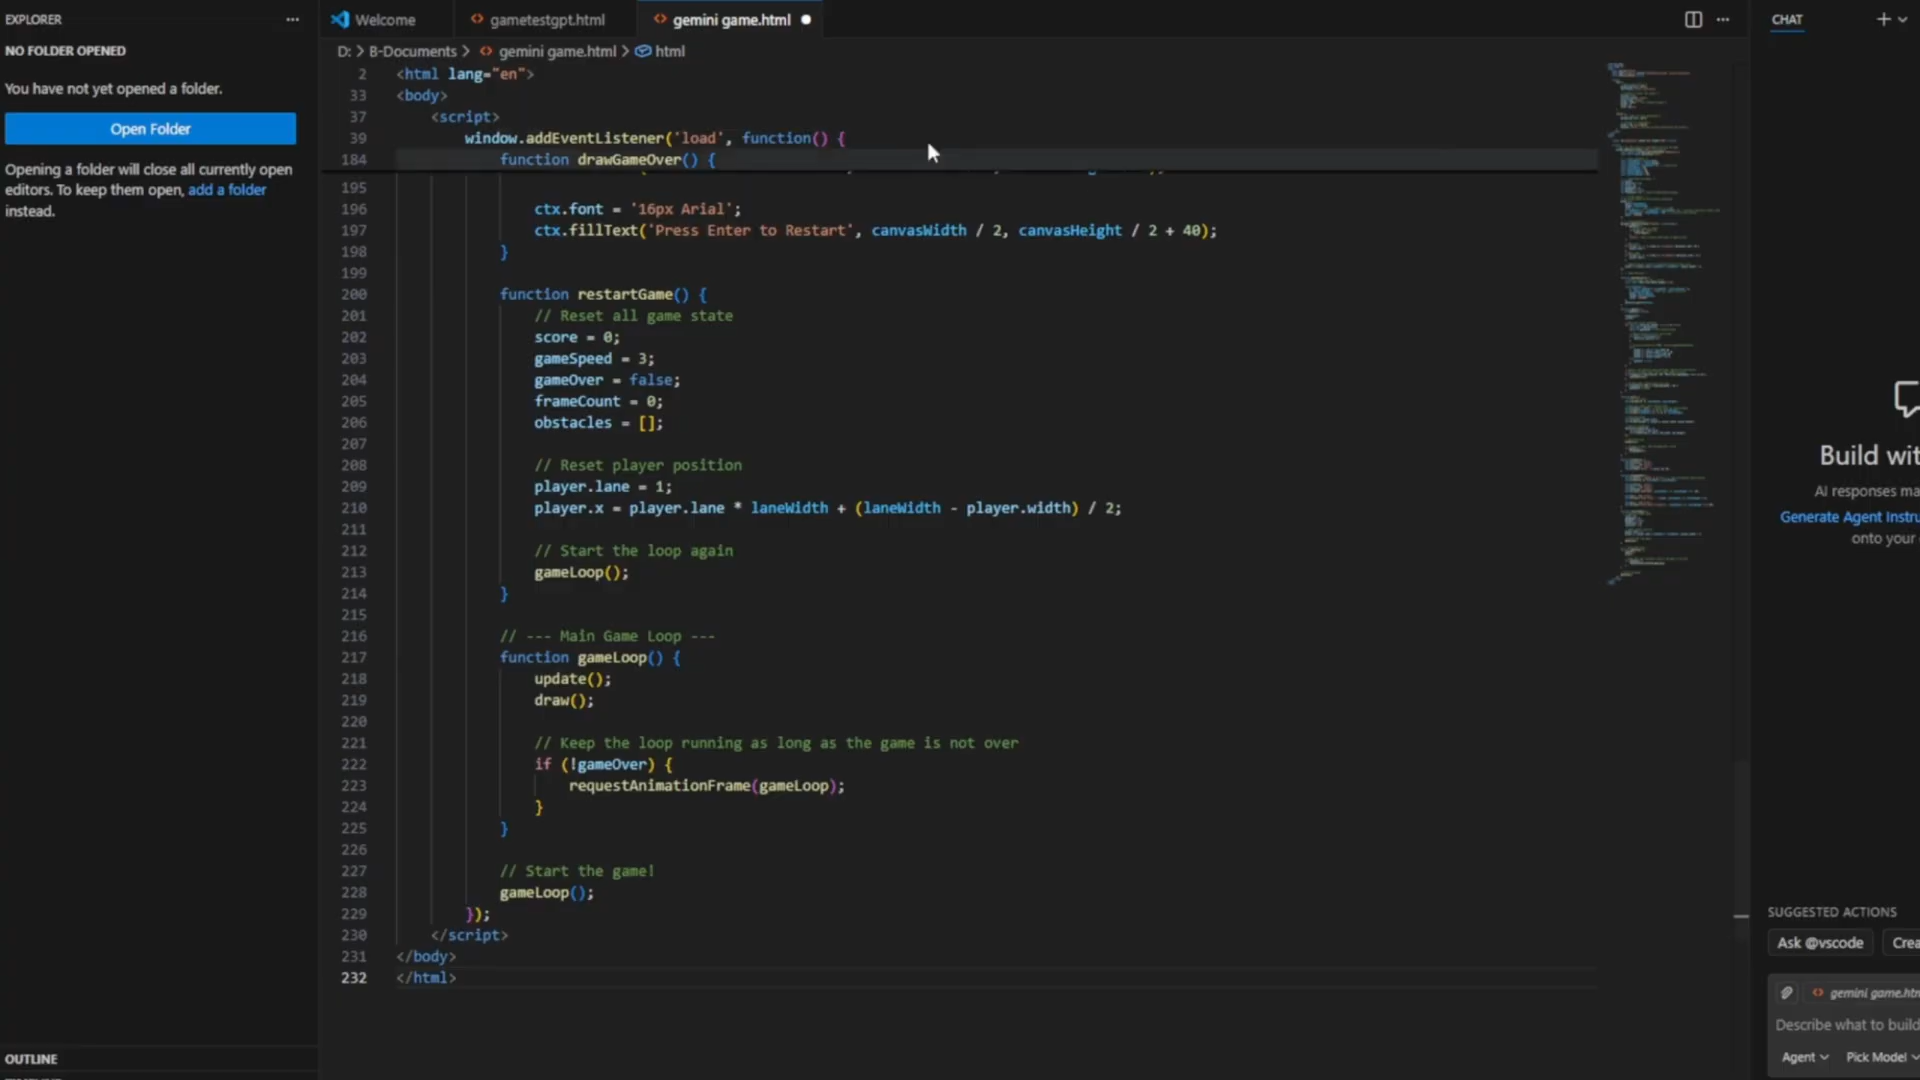 EXPLORER
NO FOLDER OPENED
You have not yet opened a folder.
Open Folder
Opening a folder will close all currently open
editors. To keep them open, add a folder
instead.
OUTLINE
Welcome
gametestgpt.html
gemini game.html
D: > B-Documents > gemini game.html > html
2 <html lang="en">
33 <body>
37 <script>
39 window.addEventListener('load', function() {
184 function drawGameOver() {
195
196 ctx.font = '16px Arial';
197 ctx.fillText('Press Enter to Restart', canvasWidth / 2, canvasHeight / 2 + 40);
198 }
199
200 function restartGame() {
201 // Reset all game state
202 score = 0;
203 gameSpeed = 3;
204 gameOver = false;
205 frameCount = 0;
206 obstacles = [];
207
208 // Reset player position
209 player.lane = 1;
210 player.x = player.lane * laneWidth + (laneWidth - player.width) / 2;
211
212 // Start the loop again
213 gameLoop();
214 }
215
216 // --- Main Game Loop ---
217 function gameLoop() {
218 update();
219 draw();
220
221 // Keep the loop running as long as the game is not over
222 if (!gameOver) {
223 requestAnimationFrame(gameLoop);
224 }
225 }
226
227 // Start the game!
228 gameLoop();
229 });
230 </script>
231 </body>
232 </html>
CHAT
Build wit
AI responses ma
Generate Agent Instru
onto your
SUGGESTED ACTIONS
Ask @vscode
Crea
gemini game.htm
Describe what to build
Agent
Pick Model